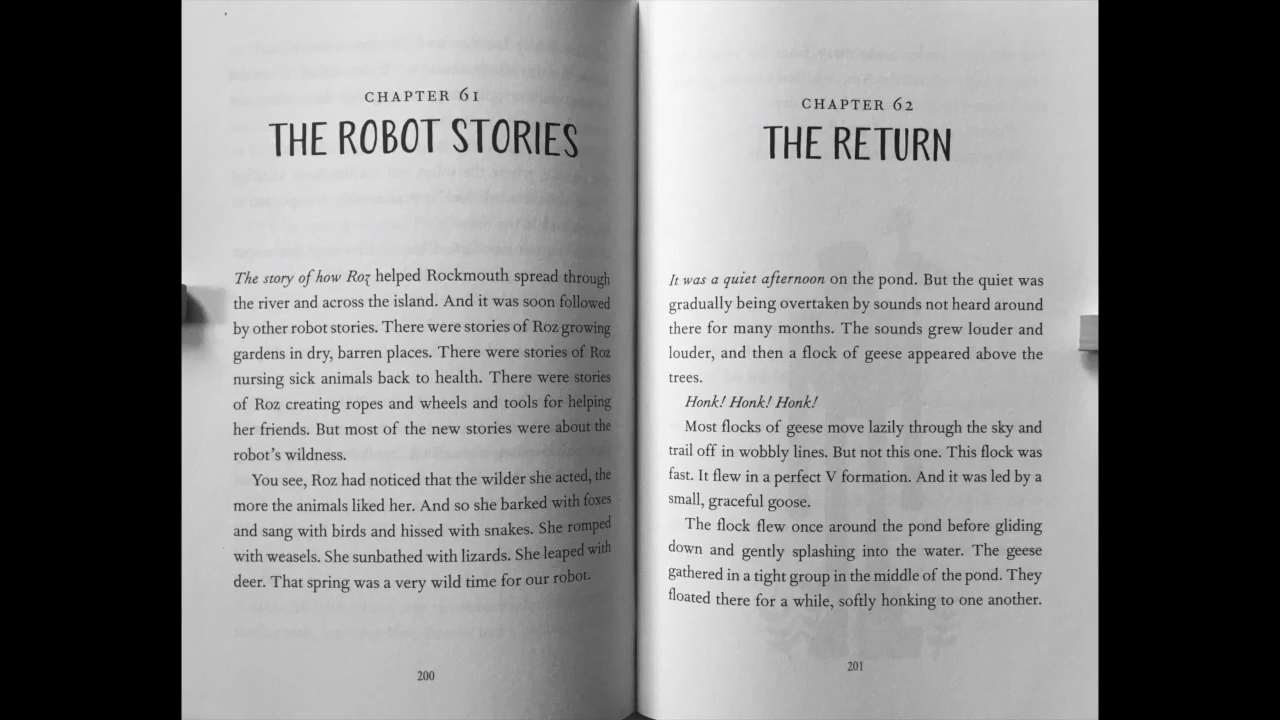 CHAPTER 61
THE ROBOT STORIES
The story of how Roz helped Rockmouth spread through
the river and across the island. And it was soon followed
by other robot stories. There were stories of Roz growing
gardens in dry, barren places. There were stories of Roz
nursing sick animals back to health. There were stories
of Roz creating ropes and wheels and tools for helping
her friends. But most of the new stories were about the
robot’s wildness.
You see, Roz had noticed that the wilder she acted, the
more the animals liked her. And so she barked with foxes
and sang with birds and hissed with snakes. She romped
with weasels. She sunbathed with lizards. She leaped with
deer. That spring was a very wild time for our robot.
200
CHAPTER 62
THE RETURN
It was a quiet afternoon on the pond. But the quiet was
gradually being overtaken by sounds not heard around
there for many months. The sounds grew louder and
louder, and then a flock of geese appeared above the
trees.
Honk! Honk! Honk!
Most flocks of geese move lazily through the sky and
trail off in wobbly lines. But not this one. This flock was
fast. It flew in a perfect V formation. And it was led by a
small, graceful goose.
The flock flew once around the pond before gliding
down and gently splashing into the water. The geese
gathered in a tight group in the middle of the pond. They
floated there for a while, softly honking to one another.
201